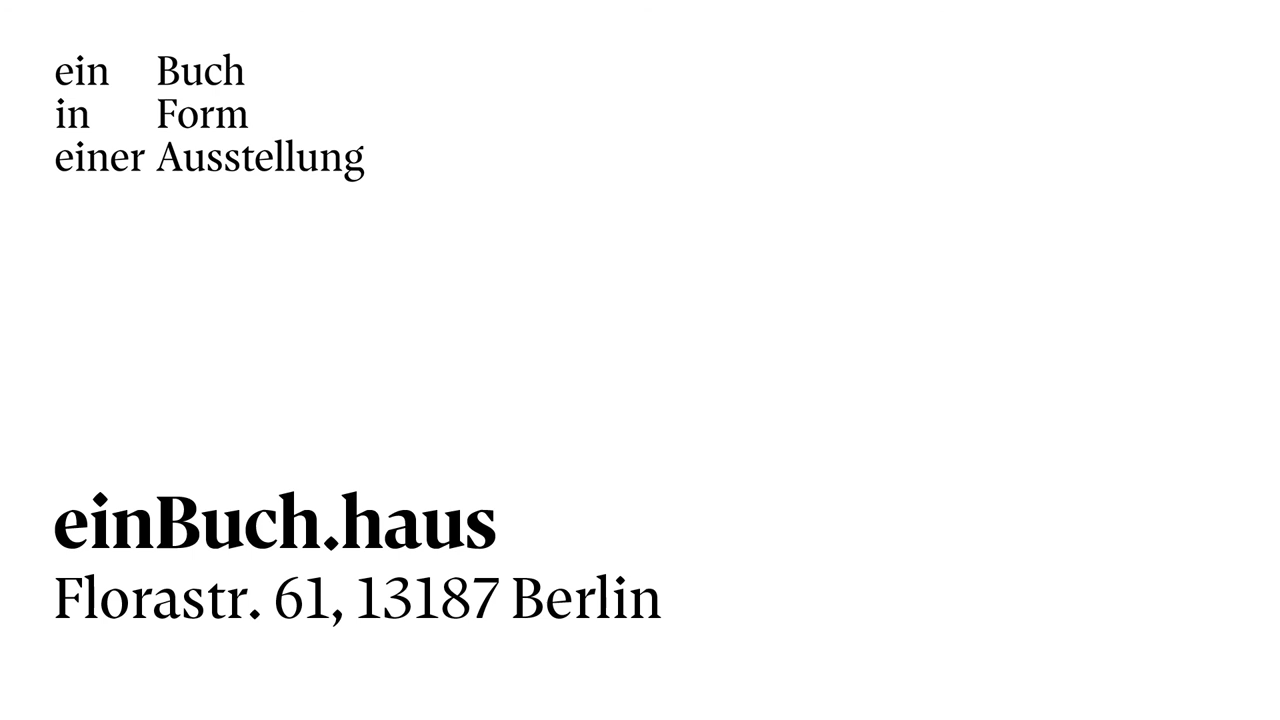 ein Buch
in Form
einer Ausstellung
einBuch.haus
Florastr. 61, 13187 Berlin